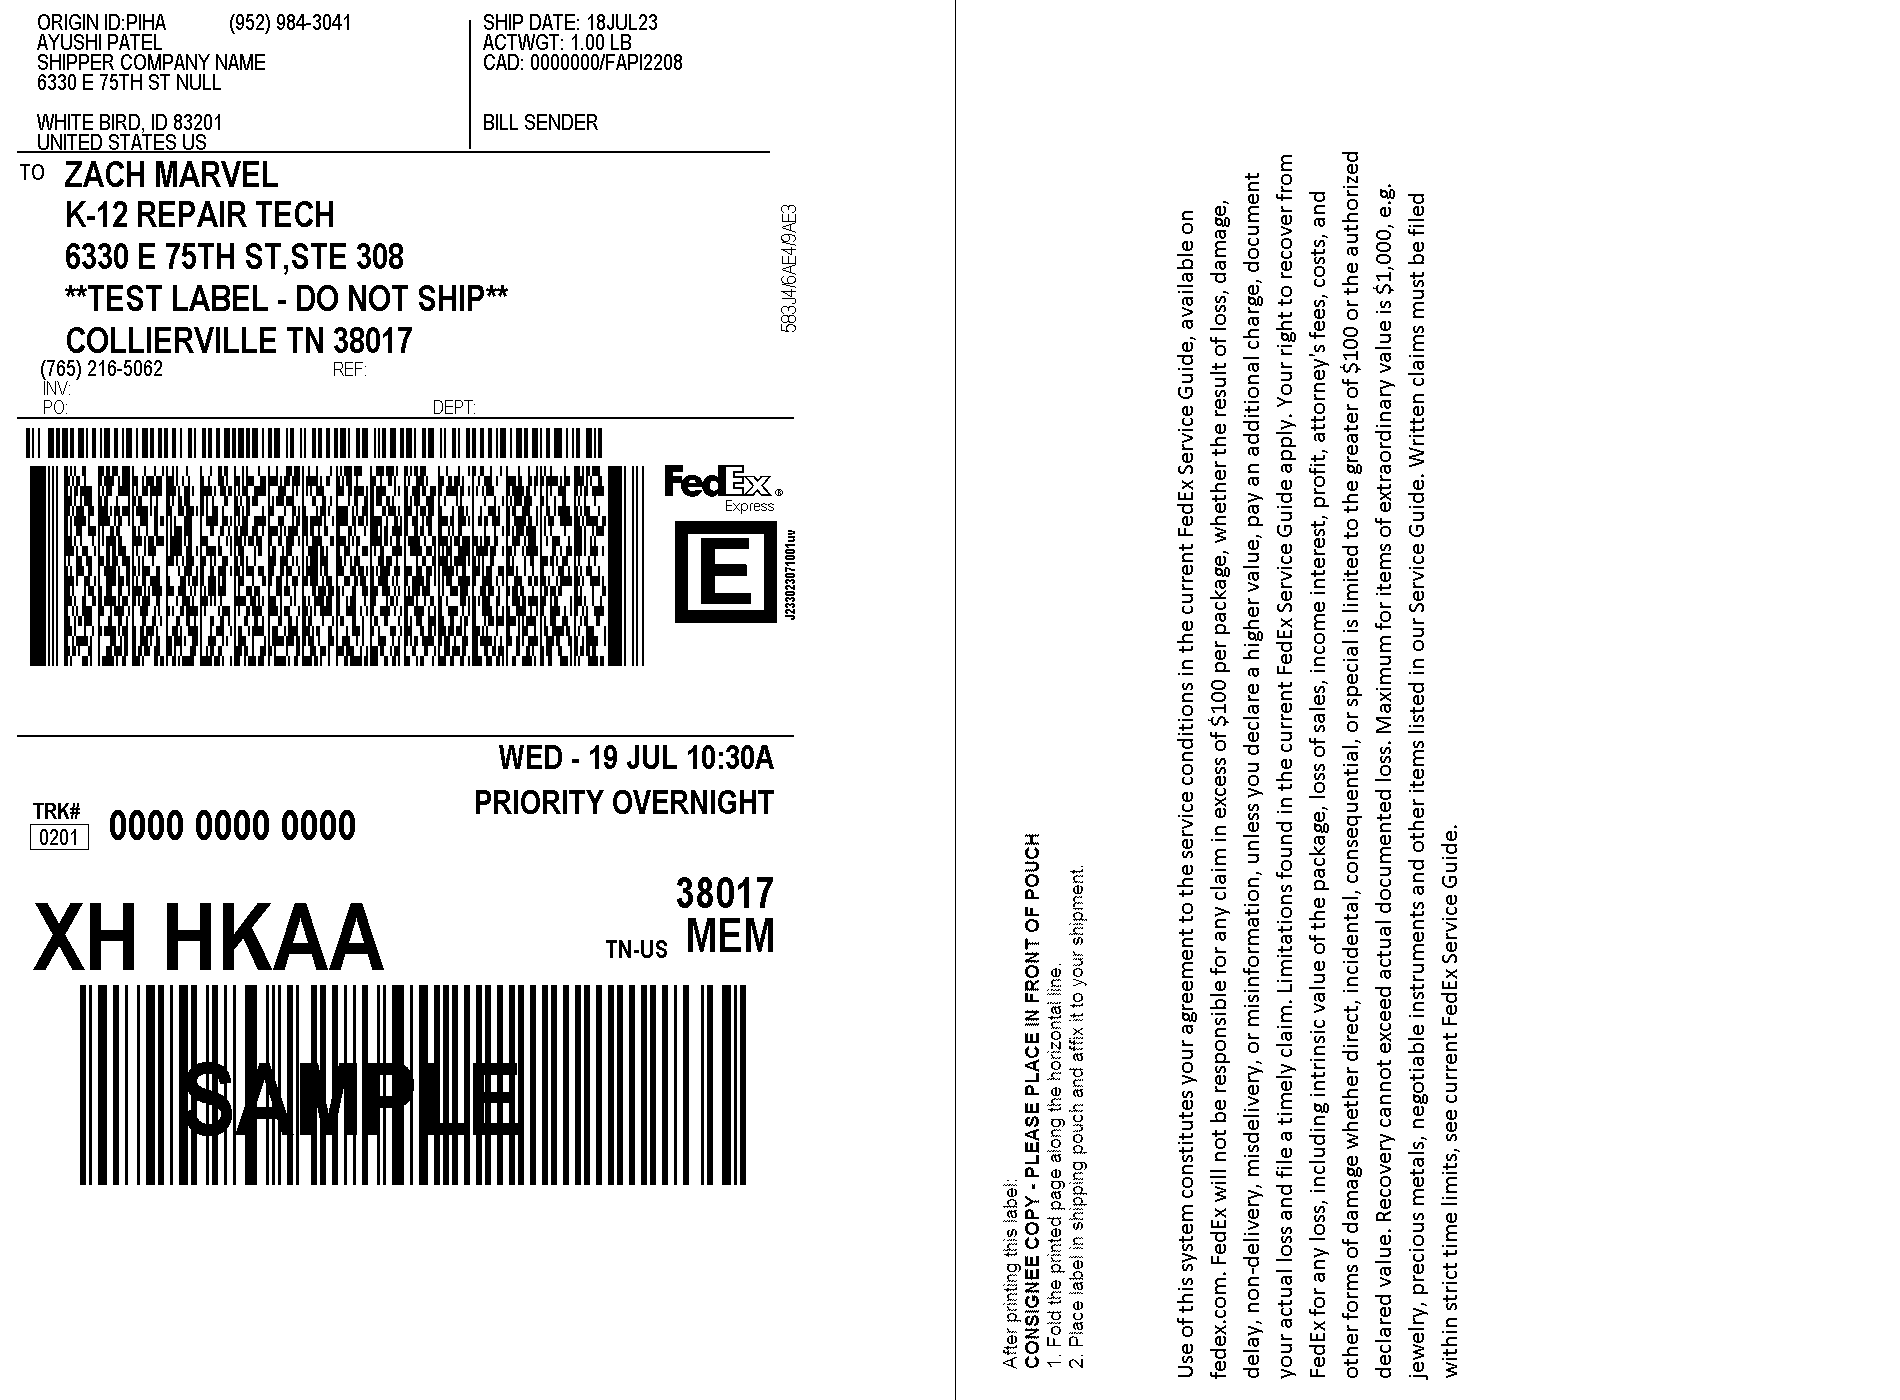 ORIGIN ID:PIHA (952) 984-3041
AYUSHI PATEL
SHIPPER COMPANY NAME
6330 E 75TH ST NULL
WHITE BIRD, ID 83201
UNITED STATES US
SHIP DATE: 18JUL23
ACTWGT: 1.00 LB
CAD: 0000000/FAPI2208
BILL SENDER
TO ZACH MARVEL
K-12 REPAIR TECH
6330 E 75TH ST,STE 308
**TEST LABEL - DO NOT SHIP**
COLLIERVILLE TN 38017
(765) 216-5062 REF:
INV:
PO: DEPT:
583J4/6AE4/9AE3
FedEx®
Express
E
J233023071001uv
WED - 19 JUL 10:30A
PRIORITY OVERNIGHT
TRK#
0201 0000 0000 0000
38017
XH HKAA TN-US MEM
SAMPLE
After printing this label:
CONSIGNEE COPY - PLEASE PLACE IN FRONT OF POUCH
1. Fold the printed page along the horizontal line.
2. Place label in shipping pouch and affix it to your shipment.
Use of this system constitutes your agreement to the service conditions in the current FedEx Service Guide, available on
fedex.com. FedEx will not be responsible for any claim in excess of $100 per package, whether the result of loss, damage,
delay, non-delivery, misdelivery, or misinformation, unless you declare a higher value, pay an additional charge, document
your actual loss and file a timely claim. Limitations found in the current FedEx Service Guide apply. Your right to recover from
FedEx for any loss, including intrinsic value of the package, loss of sales, income interest, profit, attorney's fees, costs, and
other forms of damage whether direct, incidental, consequential, or special is limited to the greater of $100 or the authorized
declared value. Recovery cannot exceed actual documented loss. Maximum for items of extraordinary value is $1,000, e.g.
jewelry, precious metals, negotiable instruments and other items listed in our Service Guide. Written claims must be filed
within strict time limits, see current FedEx Service Guide.